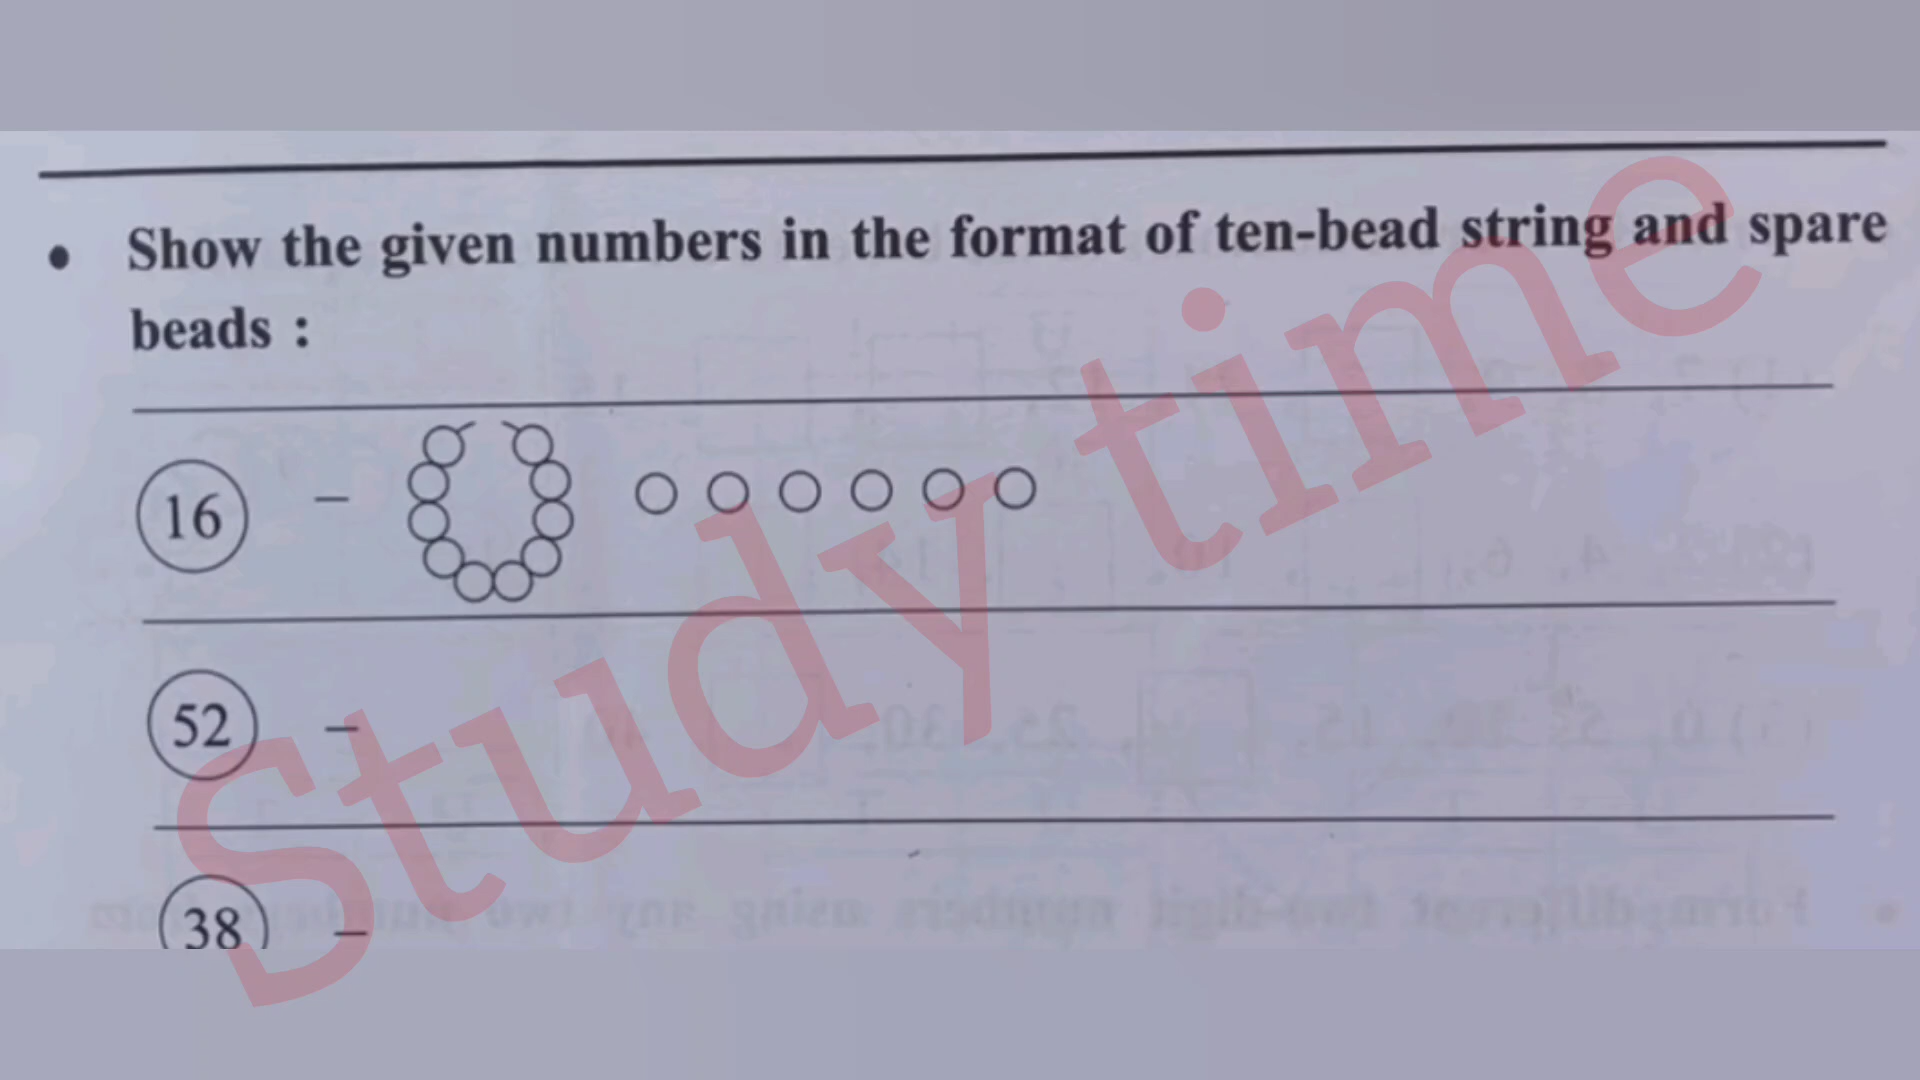 • Show the given numbers in the format of ten-bead string and spare
beads :
16 –
52 –
38 –
Study time